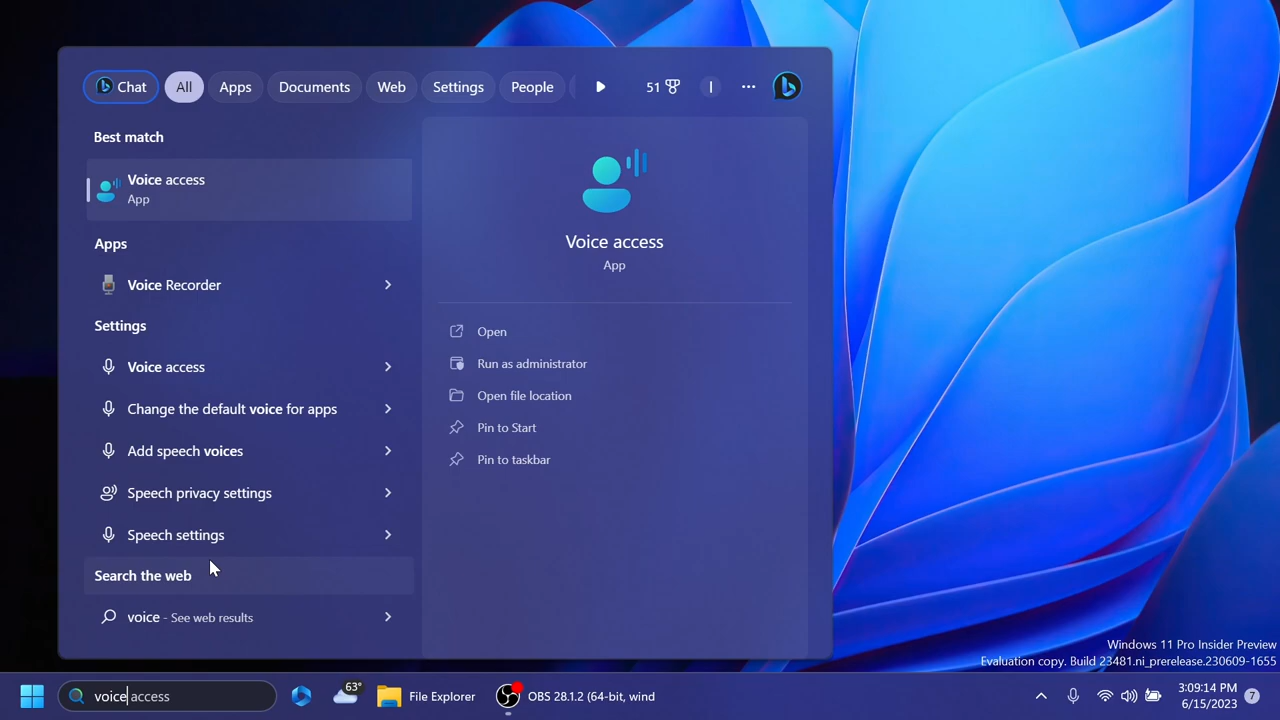 Chat
All
Apps
Documents
Web
Settings
People
51
I
Best match
Voice access
App
Apps
Voice Recorder
Settings
Voice access
Change the default voice for apps
Add speech voices
Speech privacy settings
Speech settings
Search the web
voice - See web results
Voice access
App
Open
Run as administrator
Open file location
Pin to Start
Pin to taskbar
Windows 11 Pro Insider Preview
Evaluation copy. Build 23481.ni_prerelease.230609-1655
voice access
63°
File Explorer
OBS 28.1.2 (64-bit, wind
3:09:14 PM
6/15/2023
7